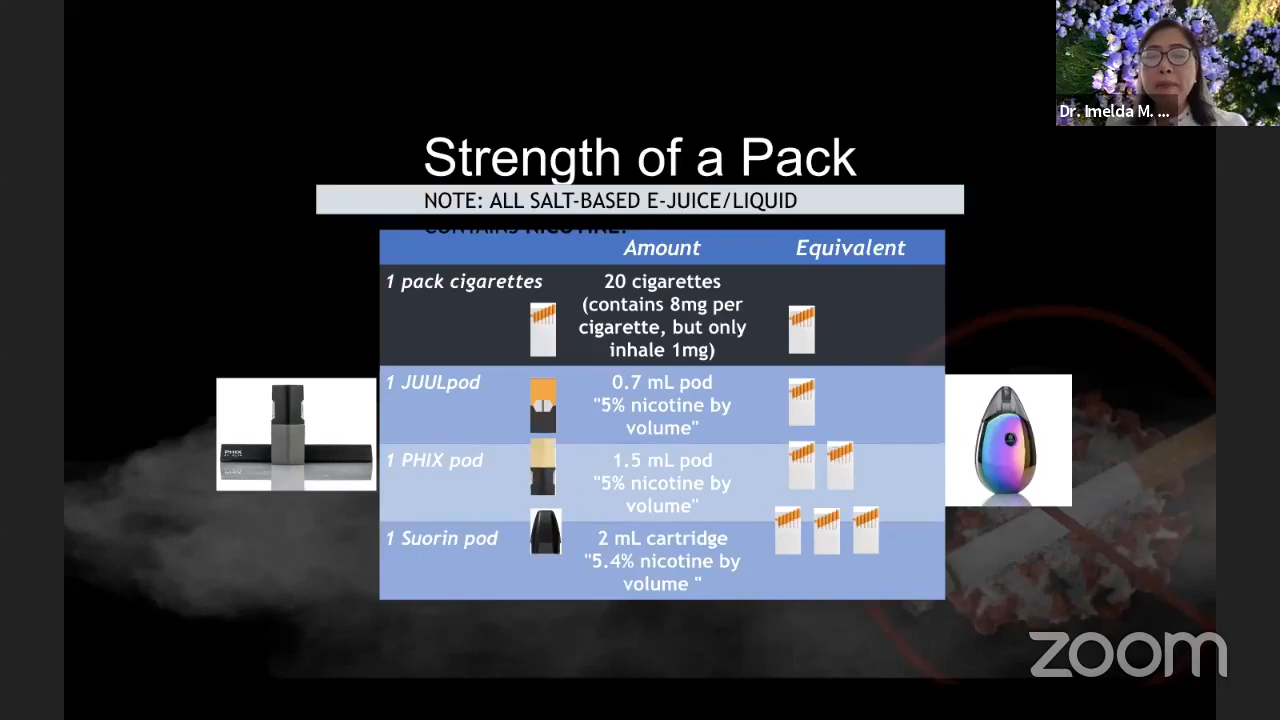 Dr. Imelda M. ...
Strength of a Pack
NOTE: ALL SALT-BASED E-JUICE/LIQUID
CONTAINS NICOTINE.
Amount Equivalent
1 pack cigarettes 20 cigarettes
(contains 8mg per
cigarette, but only
inhale 1mg)
1 JUULpod 0.7 mL pod
"5% nicotine by
volume"
1 PHIX pod 1.5 mL pod
"5% nicotine by
volume"
1 Suorin pod 2 mL cartridge
"5.4% nicotine by
volume "
PHIX
zoom